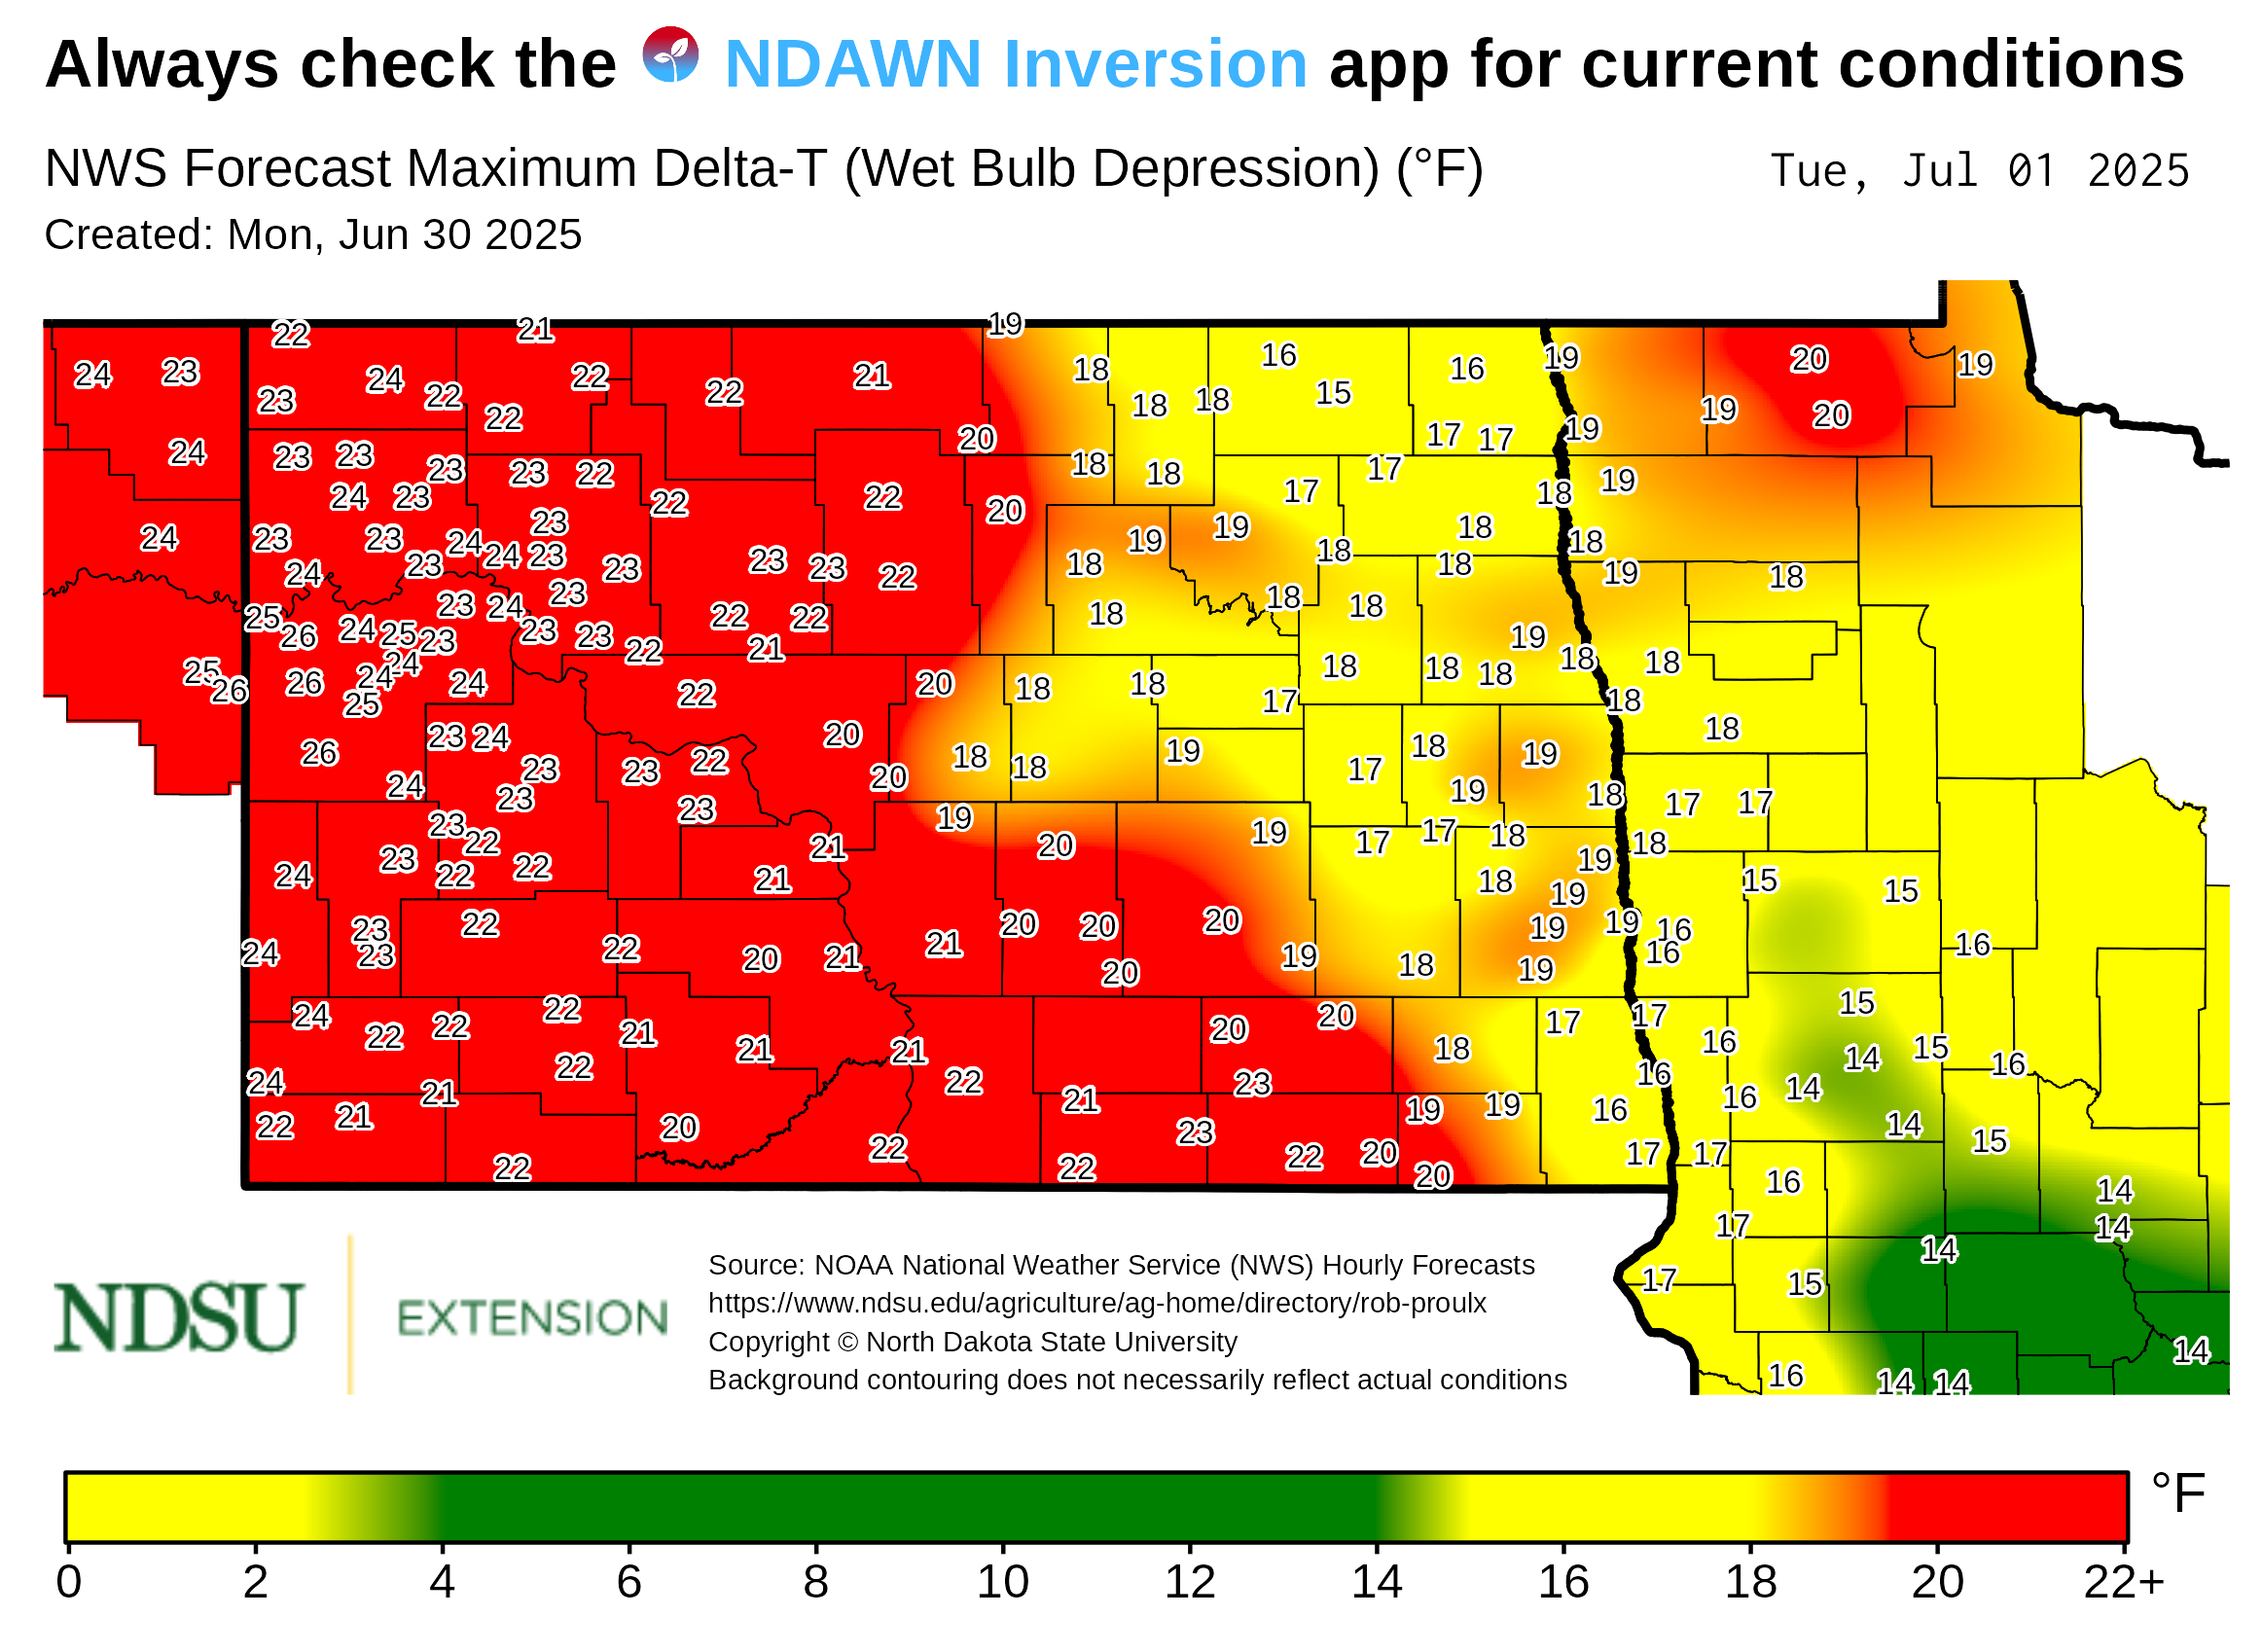 Always check the NDAWN Inversion app for current conditions
NWS Forecast Maximum Delta-T (Wet Bulb Depression) (°F)
Tue, Jul 01 2025
Created: Mon, Jun 30 2025
22 21 19
24 23 24 22 22 22 21 18 16 15 16 19 20 19
23 22 18 18 17 17 19 19 20
24 23 23 23 23 22 20 18 18 17 17 19
24 23 22 22 20 19 18 18
24 23 23 24 24 23 23 23 23 23 22 19 18 18 18 18
24 23 23 19 18
25 26 24 25 23 23 24 23 23 22 22 22 21 18 18 18 19
25 26 26 24 24 25 24 22 20 18 18 17 18 18 18 18 18 18
26 23 24 23 23 22 20 20 18 18 19 17 18 19 19 18
24 23 23 18 17 17
23 22 23 21 19 20 19 17 17 18 18
24 23 22 22 21 18 19 19 15 15
24 23 23 22 22 20 21 21 20 20 20 20 19 18 19 19 19 16 16 16
24 22 22 22 21 21 21 20 20 18 17 17 16 15 14 15 16
24 21 22 22 23 16 16 14
22 21 21 23 19 19 16 14
22 20 22 22 22 20 20 17 17 16 15 14
17 14 14
17 15 14
16 14 14
NDSU EXTENSION
Source: NOAA National Weather Service (NWS) Hourly Forecasts
https://www.ndsu.edu/agriculture/ag-home/directory/rob-proulx
Copyright © North Dakota State University
Background contouring does not necessarily reflect actual conditions
°F
0 2 4 6 8 10 12 14 16 18 20 22+